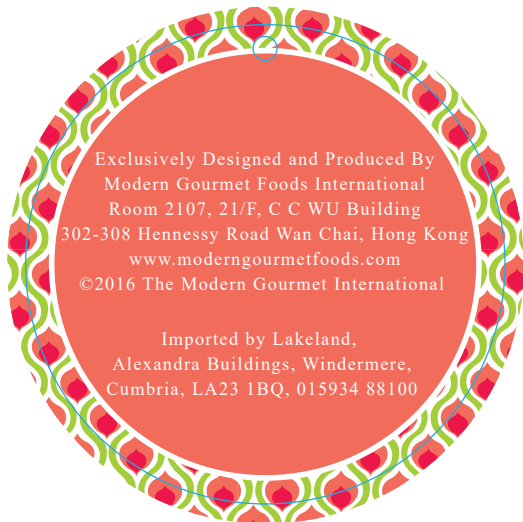 Exclusively Designed and Produced By
Modern Gourmet Foods International
Room 2107, 21/F, C C WU Building
302-308 Hennessy Road Wan Chai, Hong Kong
www.moderngourmetfoods.com
©2016 The Modern Gourmet International
Imported by Lakeland,
Alexandra Buildings, Windermere,
Cumbria, LA23 1BQ, 015934 88100